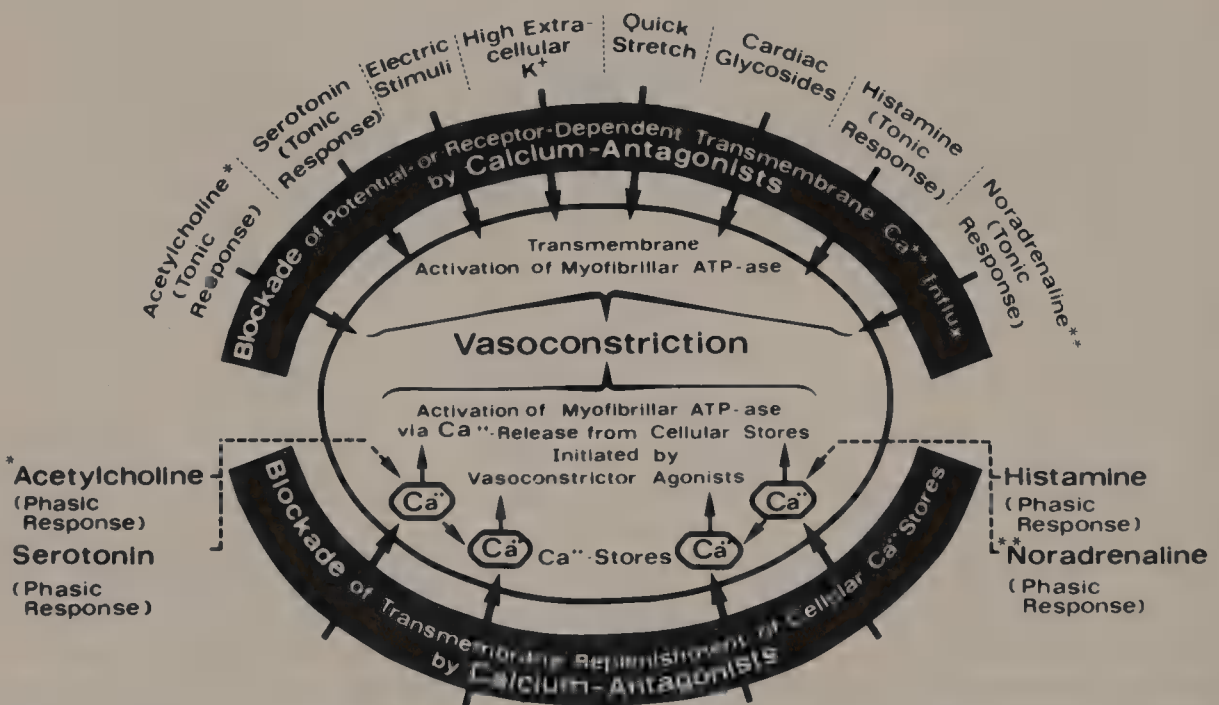 Acetylcholine*
(Tonic
Response)
Serotonin
(Tonic
Response)
Electric
Stimuli
High Extra-
cellular
K+
Quick
Stretch
Cardiac
Glycosides
Histamine
(Tonic
Response)
Noradrenaline**
(Tonic
Response)
Blockade of Potential-or Receptor-Dependent Transmembrane Ca++ Influx
by Calcium-Antagonists
Transmembrane
Activation of Myofibrillar ATP-ase
Vasoconstriction
Activation of Myofibrillar ATP-ase
via Ca++-Release from Cellular Stores
Initiated by
Vasoconstrictor Agonists
Ca++
Ca++
Ca++
Ca++-Stores
Ca++
*Acetylcholine
(Phasic
Response)
Serotonin
(Phasic
Response)
Histamine
(Phasic
Response)
**Noradrenaline
(Phasic
Response)
Blockade of Transmembrane Replenishment of Cellular Ca++ Stores
by Calcium-Antagonists